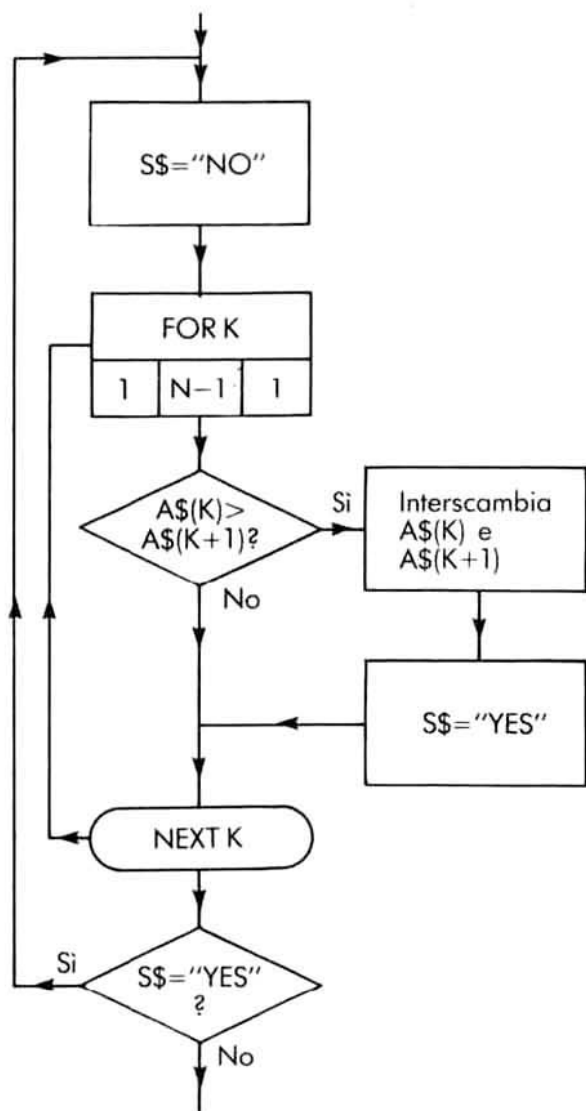 S$="NO"
FOR K
1 N-1 1
A$(K)>
A$(K+1)?
Sì
Interscambia
A$(K) e
A$(K+1)
No
S$="YES"
NEXT K
Sì
S$="YES"
?
No